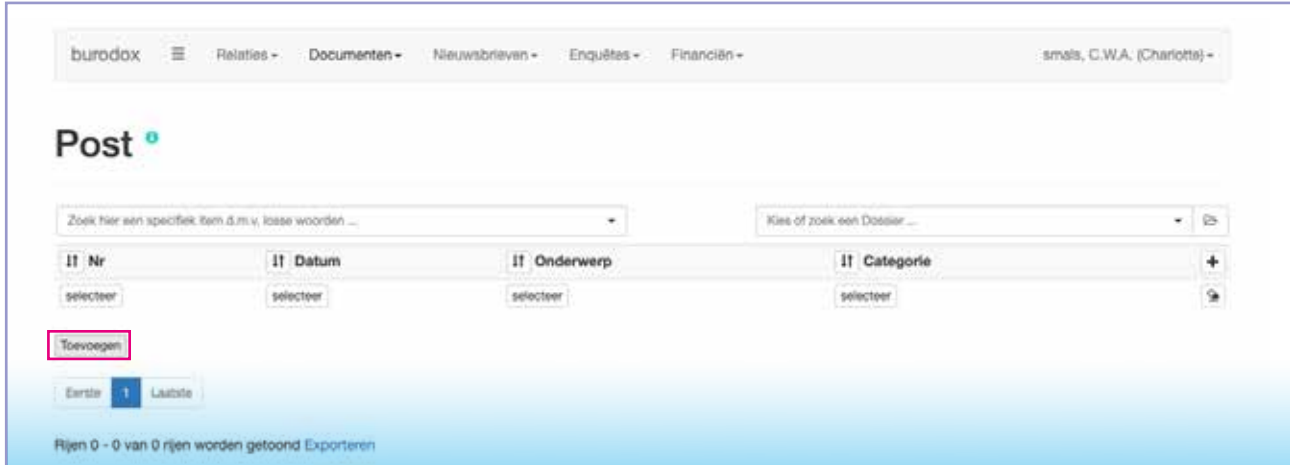 burodox Relaties Documenten Nieuwsbrieven Enquêtes Financiën smals, C.W.A. (Charlotte)
Post
Zoek hier een specifiek item d.m.v. losse woorden ... Kies of zoek een Dossier ...
Nr Datum Onderwerp Categorie
selecteer selecteer selecteer selecteer
Toevoegen
Eerste 1 Laatste
Rijen 0 - 0 van 0 rijen worden getoond Exporteren